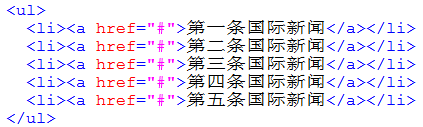 <ul>
<li><a href="#">第一条国际新闻</a></li>
<li><a href="#">第二条国际新闻</a></li>
<li><a href="#">第三条国际新闻</a></li>
<li><a href="#">第四条国际新闻</a></li>
<li><a href="#">第五条国际新闻</a></li>
</ul>